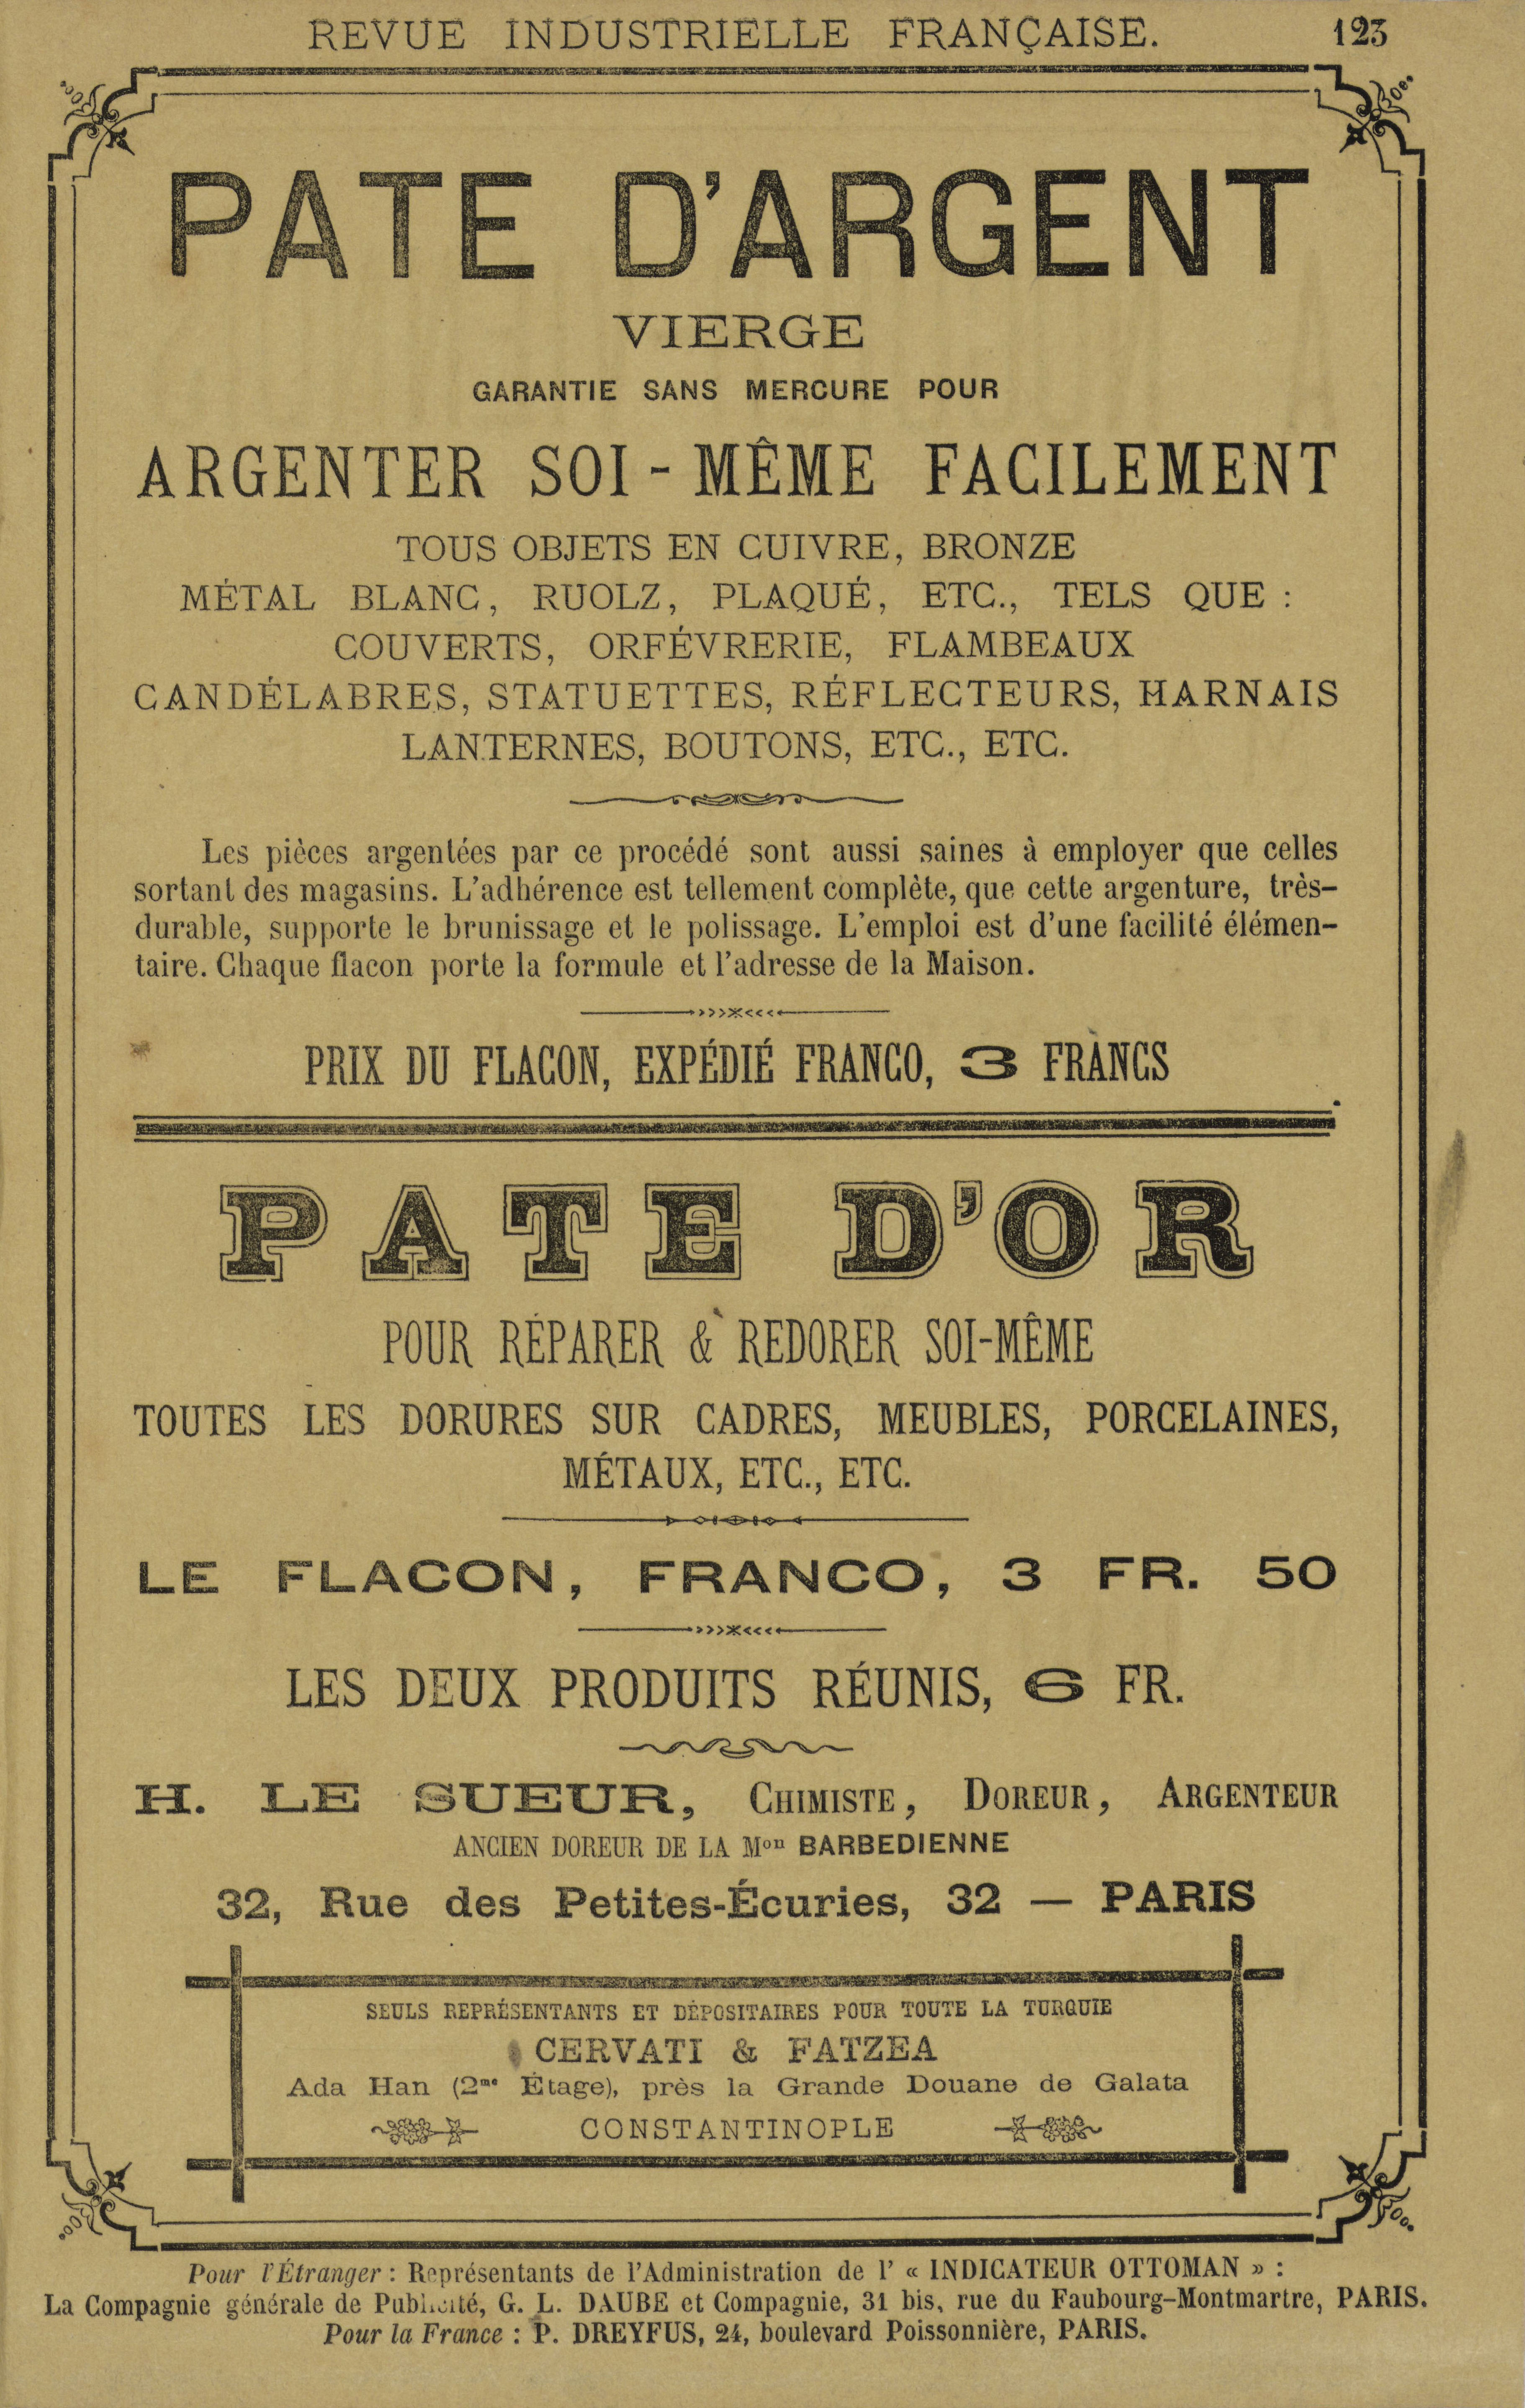 REVUE INDUSTRIELLE FRANÇAISE. 123
PATE D'ARGENT
VIERGE
GARANTIE SANS MERCURE POUR
ARGENTER SOI-MÊME FACILEMENT
TOUS OBJETS EN CUIVRE, BRONZE
MÉTAL BLANC, RUOLZ, PLAQUÉ, ETC., TELS QUE :
COUVERTS, ORFÉVRERIE, FLAMBEAUX
CANDÉLABRES, STATUETTES, RÉFLECTEURS, HARNAIS
LANTERNES, BOUTONS, ETC., ETC.
Les pièces argentées par ce procédé sont aussi saines à employer que celles
sortant des magasins. L'adhérence est tellement complète, que cette argenture, très-
durable, supporte le brunissage et le polissage. L'emploi est d'une facilité élémen-
taire. Chaque flacon porte la formule et l'adresse de la Maison.
PRIX DU FLACON, EXPÉDIÉ FRANCO, 3 FRANCS
PATE D'OR
POUR RÉPARER & REDORER SOI-MÊME
TOUTES LES DORURES SUR CADRES, MEUBLES, PORCELAINES,
MÉTAUX, ETC., ETC.
LE FLACON, FRANCO, 3 FR. 50
LES DEUX PRODUITS RÉUNIS, 6 FR.
H. LE SUEUR, CHIMISTE, DOREUR, ARGENTEUR
ANCIEN DOREUR DE LA Mon BARBEDIENNE
32, Rue des Petites-Écuries, 32 — PARIS
SEULS REPRÉSENTANTS ET DÉPOSITAIRES POUR TOUTE LA TURQUIE
CERVATI & FATZEA
Ada Han (2me Étage), près la Grande Douane de Galata
CONSTANTINOPLE
Pour l'Étranger : Représentants de l'Administration de l' « INDICATEUR OTTOMAN » :
La Compagnie générale de Publicité, G. L. DAUBE et Compagnie, 31 bis, rue du Faubourg-Montmartre, PARIS.
Pour la France : P. DREYFUS, 24, boulevard Poissonnière, PARIS.